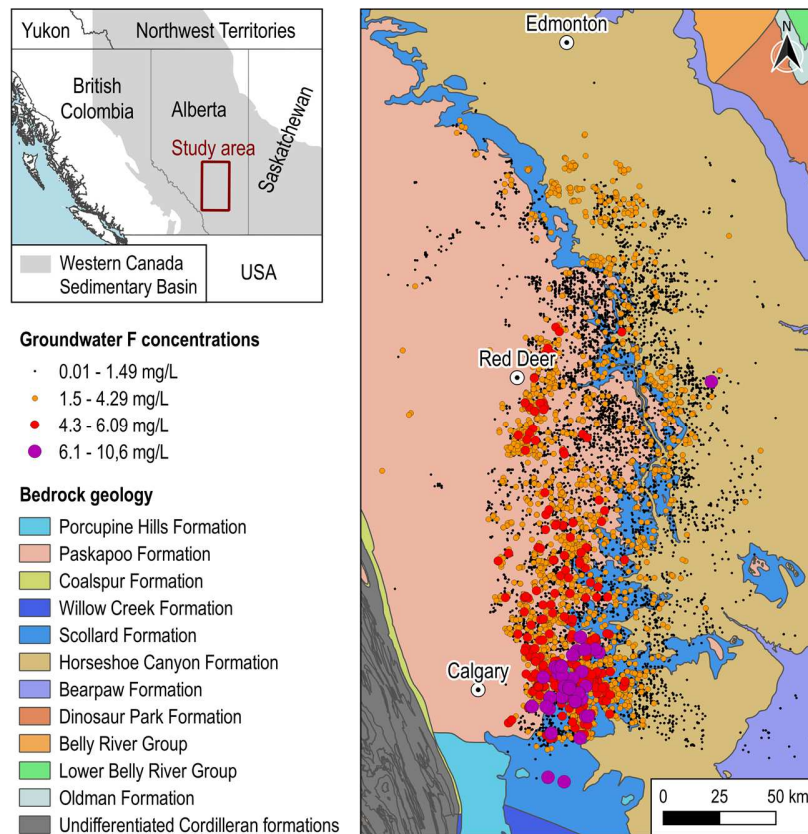 Yukon
Northwest Territories
British
Columbia
Alberta
Saskatchewan
Study area
Western Canada
Sedimentary Basin
USA
Groundwater F concentrations
0.01 - 1.49 mg/L
1.5 - 4.29 mg/L
4.3 - 6.09 mg/L
6.1 - 10,6 mg/L
Bedrock geology
Porcupine Hills Formation
Paskapoo Formation
Coalspur Formation
Willow Creek Formation
Scollard Formation
Horseshoe Canyon Formation
Bearpaw Formation
Dinosaur Park Formation
Belly River Group
Lower Belly River Group
Oldman Formation
Undifferentiated Cordilleran formations
Edmonton
N
Red Deer
Calgary
0 25 50 km